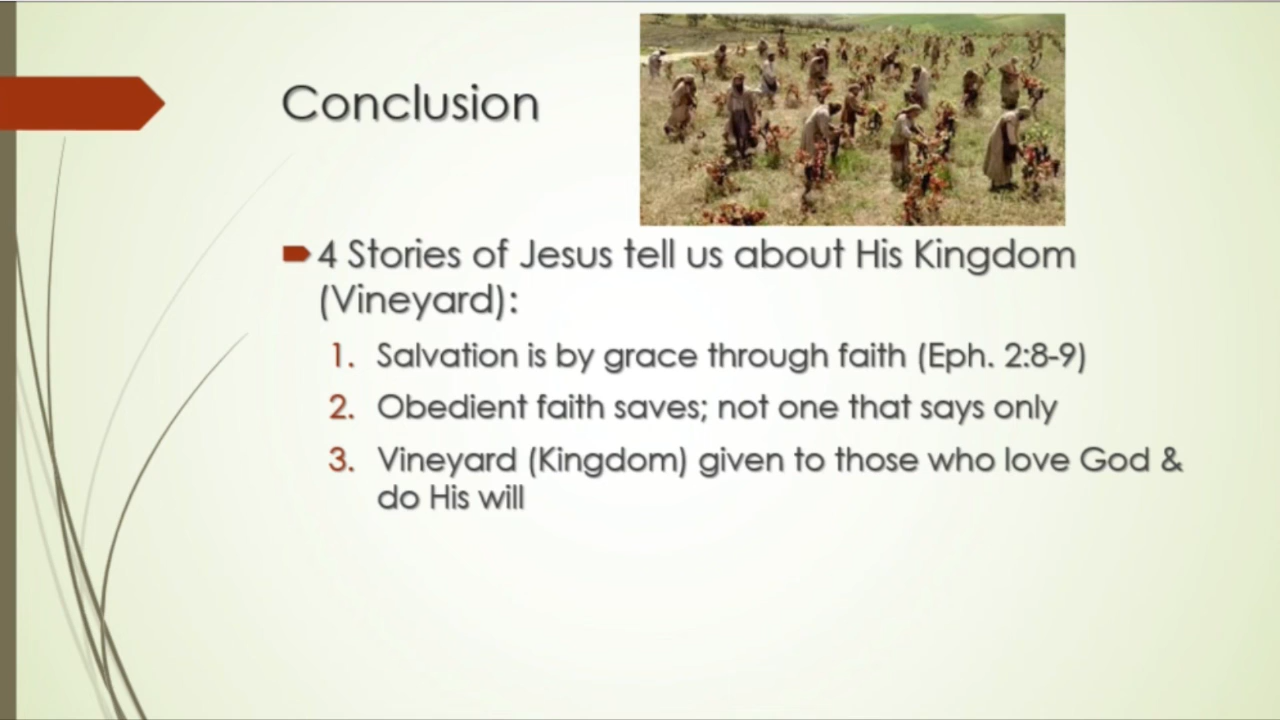 Conclusion
4 Stories of Jesus tell us about His Kingdom
(Vineyard):
1. Salvation is by grace through faith (Eph. 2:8-9)
2. Obedient faith saves; not one that says only
3. Vineyard (Kingdom) given to those who love God &
do His will